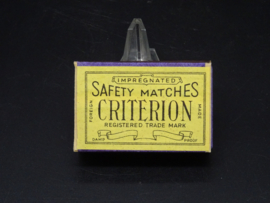 IMPREGNATED
SAFETY MATCHES
FOREIGN
CRITERION
MADE
REGISTERED TRADE MARK
DAMP
PROOF